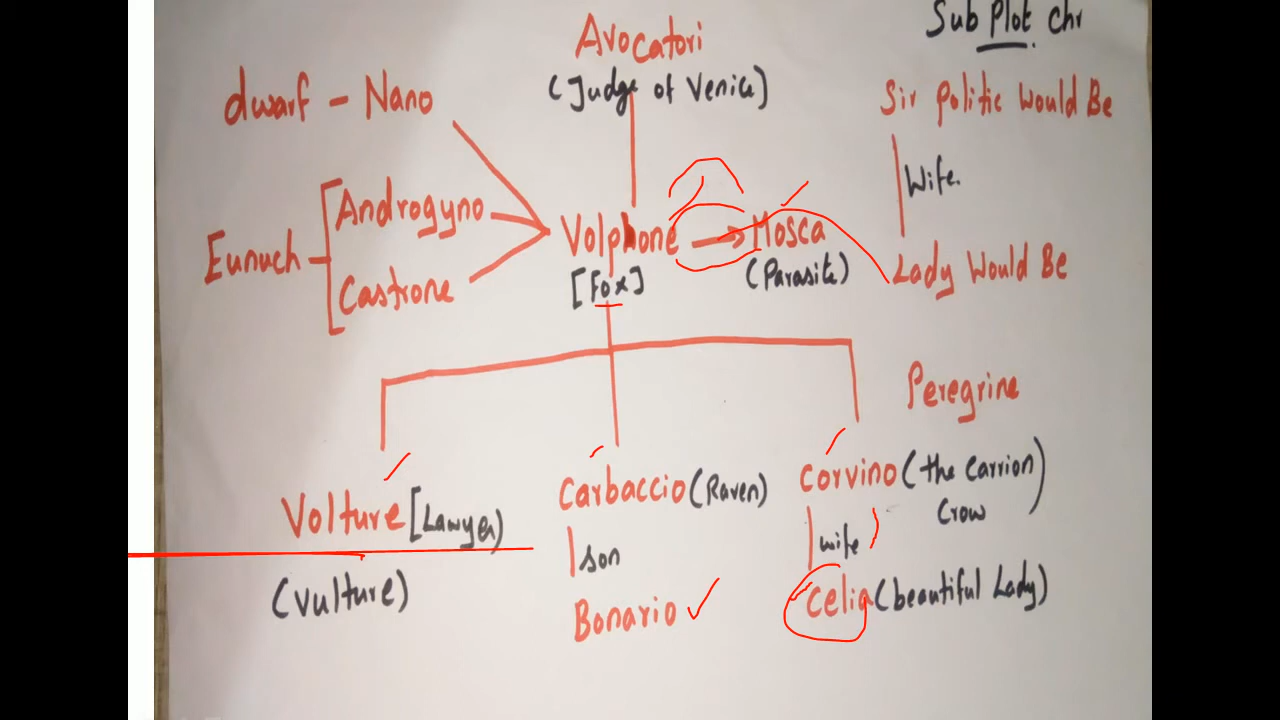 Sub Plot chr
Avocatori
(Judge of Venice)
dwarf - Nano
Sir Politic Would Be
Wife.
Androgyno
Eunuch
Castrone
Volphone
Mosca
[Fox]
(Parasite)
Lady Would Be
Peregrine
Volture [Lawyer)
(Vulture)
Carbaccio (Raven)
son
Bonario
Corvino (the Carrion
Crow)
wife
Celia (beautiful Lady)